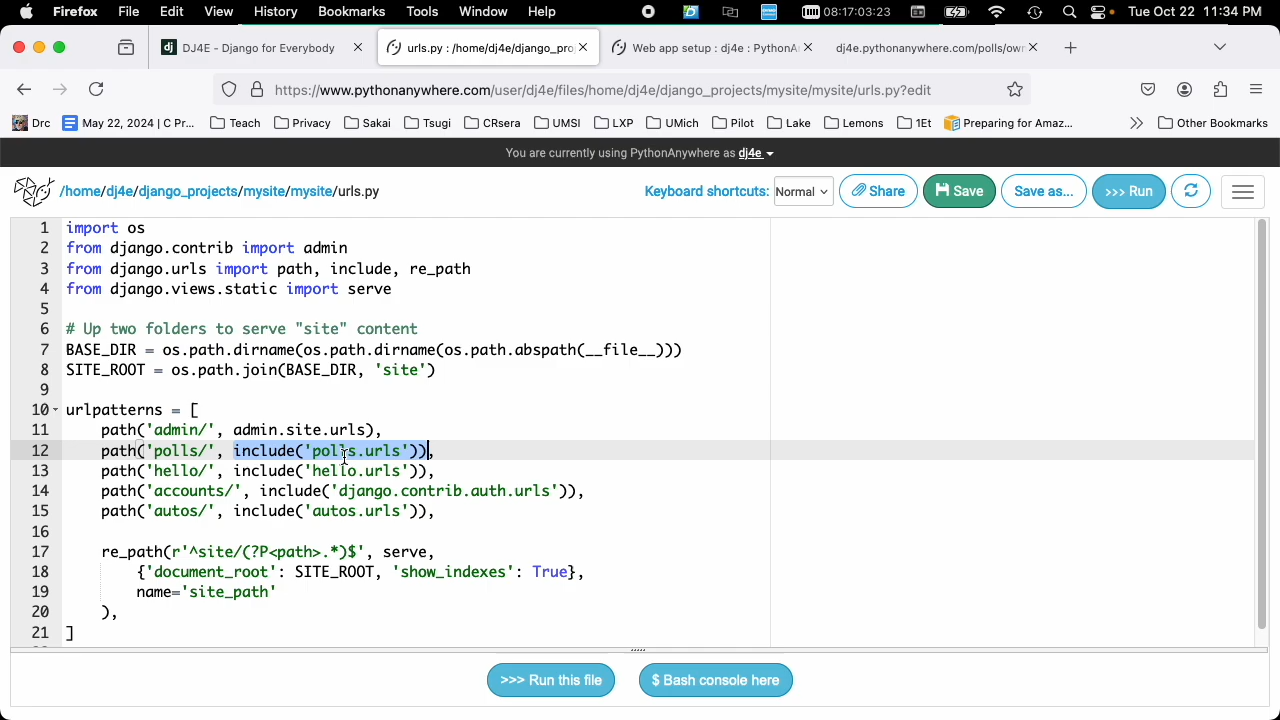 Firefox File Edit View History Bookmarks Tools Window Help 08:17:03:23 Tue Oct 22 11:34 PM
dj DJ4E - Django for Everybody urls.py : /home/dj4e/django_pro Web app setup : dj4e : PythonA dj4e.pythonanywhere.com/polls/owr
https://www.pythonanywhere.com/user/dj4e/files/home/dj4e/django_projects/mysite/mysite/urls.py?edit
Drc May 22, 2024 | C Pr... Teach Privacy Sakai Tsugi CRsera UMSI LXP UMich Pilot Lake Lemons 1Et Preparing for Amaz... Other Bookmarks
You are currently using PythonAnywhere as dj4e
/home/dj4e/django_projects/mysite/mysite/urls.py Keyboard shortcuts: Normal Share Save Save as... >>> Run
1 import os
2 from django.contrib import admin
3 from django.urls import path, include, re_path
4 from django.views.static import serve
5
6 # Up two folders to serve "site" content
7 BASE_DIR = os.path.dirname(os.path.dirname(os.path.abspath(__file__)))
8 SITE_ROOT = os.path.join(BASE_DIR, 'site')
9
10 urlpatterns = [
11 path('admin/', admin.site.urls),
12 path('polls/', include('polls.urls')),
13 path('hello/', include('hello.urls')),
14 path('accounts/', include('django.contrib.auth.urls')),
15 path('autos/', include('autos.urls')),
16
17 re_path(r'^site/(?P<path>.*)$', serve,
18 {'document_root': SITE_ROOT, 'show_indexes': True},
19 name='site_path'
20 ),
21 ]
>>> Run this file $ Bash console here